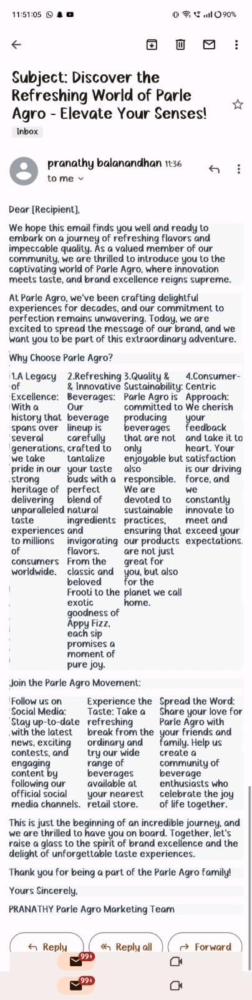 11:51:05 90%
Subject: Discover the
Refreshing World of Parle
Agro - Elevate Your Senses!
Inbox
pranathy balanandhan 11:36
to me
Dear [Recipient],
We hope this email finds you well and ready to
embark on a journey of refreshing flavors and
impeccable quality. As a valued member of our
community, we are thrilled to introduce you to the
captivating world of Parle Agro, where innovation
meets taste, and brand excellence reigns supreme.
At Parle Agro, we've been crafting delightful
experiences for decades, and our commitment to
perfection remains unwavering. Today, we are
excited to spread the message of our brand, and we
want you to be part of this extraordinary adventure.
Why Choose Parle Agro?
1.A Legacy
of
Excellence:
With a
history that
spans over
several
generations,
we take
pride in our
strong
heritage of
delivering
unparalleled
taste
experiences
to millions
of
consumers
worldwide.
2.Refreshing
& Innovative
Beverages:
Our
beverage
lineup is
carefully
crafted to
tantalize
your taste
buds with a
perfect
blend of
natural
ingredients
and
invigorating
flavors.
From the
classic and
beloved
Frooti to the
exotic
goodness of
Appy Fizz,
each sip
promises a
moment of
pure joy.
3.Quality &
Sustainability:
Parle Agro is
committed to
producing
beverages
that are not
only
enjoyable but
also
responsible.
We are
devoted to
sustainable
practices,
ensuring that
our products
are not just
great for
you, but also
for the
planet we call
home.
4.Consumer-
Centric
Approach:
We cherish
your
feedback
and take it to
heart. Your
satisfaction
is our driving
force, and
we
constantly
innovate to
meet and
exceed your
expectations.
Join the Parle Agro Movement:
Follow us on
Social Media:
Stay up-to-date
with the latest
news, exciting
contests, and
engaging
content by
following our
official social
media channels.
Experience the
Taste: Take a
refreshing
break from the
ordinary and
try our wide
range of
beverages
available at
your nearest
retail store.
Spread the Word:
Share your love for
Parle Agro with
your friends and
family. Help us
create a
community of
beverage
enthusiasts who
celebrate the joy
of life together.
This is just the beginning of an incredible journey, and
we are thrilled to have you on board. Together, let's
raise a glass to the spirit of brand excellence and the
delight of unforgettable taste experiences.
Thank you for being a part of the Parle Agro family!
Yours Sincerely,
PRANATHY Parle Agro Marketing Team
Reply Reply all Forward
99+
99+